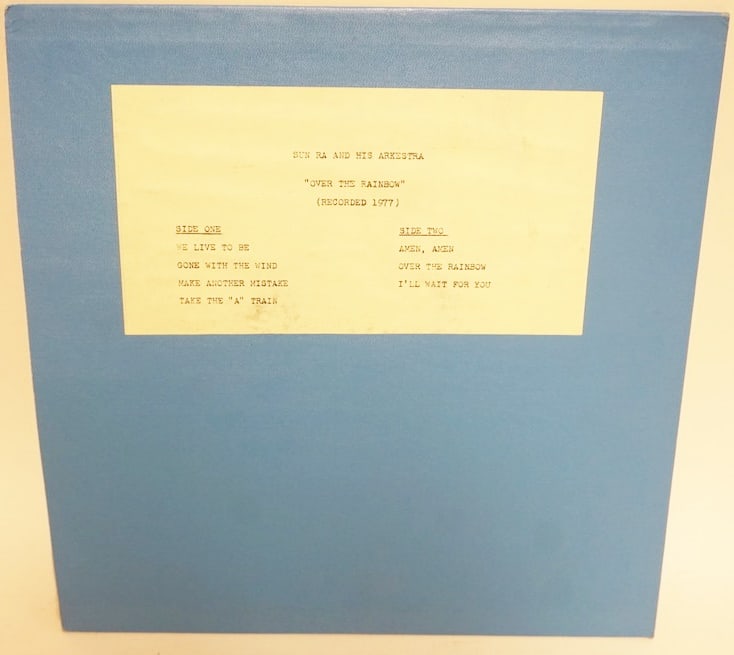 SUN RA AND HIS ARKESTRA
"OVER THE RAINBOW"
(RECORDED 1977)
SIDE ONE
WE LIVE TO BE
GONE WITH THE WIND
MAKE ANOTHER MISTAKE
TAKE THE "A" TRAIN
SIDE TWO
AMEN, AMEN
OVER THE RAINBOW
I'LL WAIT FOR YOU